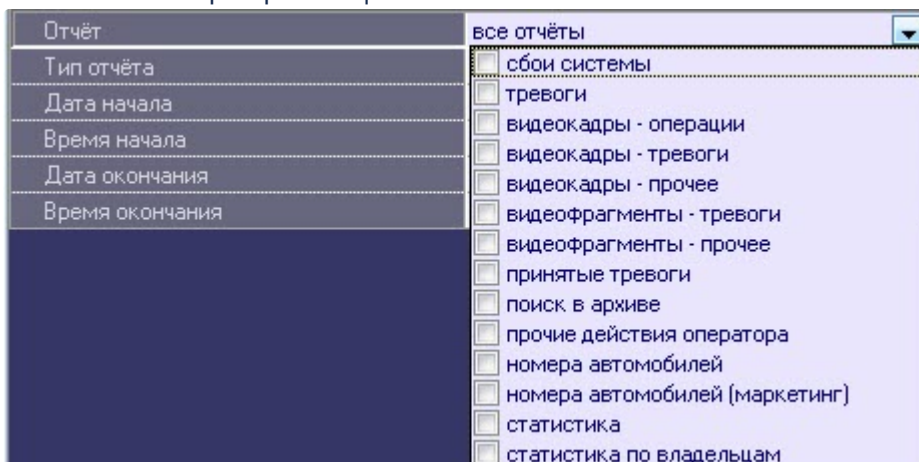 Отчёт
все отчёты
Тип отчёта
Дата начала
Время начала
Дата окончания
Время окончания
сбои системы
тревоги
видеокадры - операции
видеокадры - тревоги
видеокадры - прочее
видеофрагменты - тревоги
видеофрагменты - прочее
принятые тревоги
поиск в архиве
прочие действия оператора
номера автомобилей
номера автомобилей (маркетинг)
статистика
статистика по владельцам